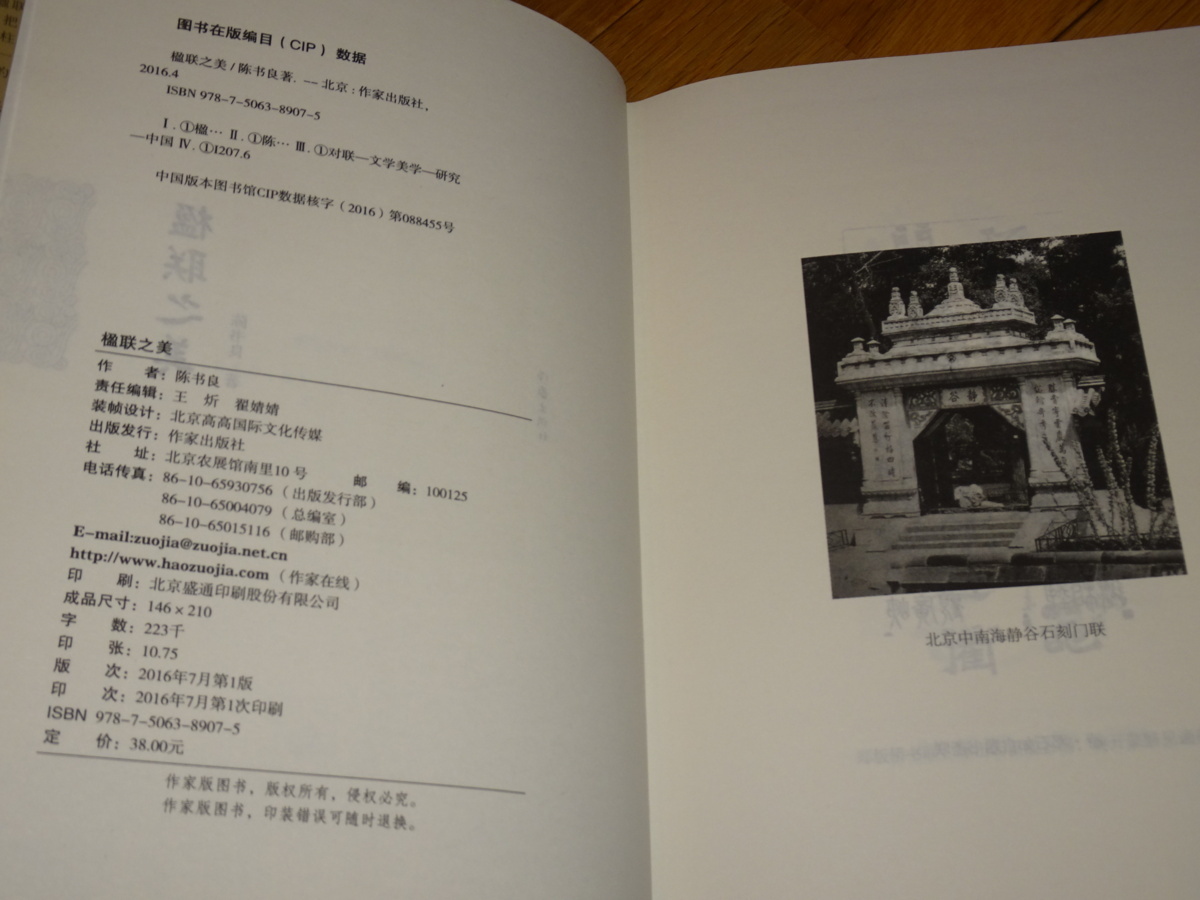 图书在版编目(CIP)数据
楹联之美/陈书良著. — 北京:作家出版社,
2016.4
ISBN 978-7-5063-8907-5
Ⅰ.①楹… Ⅱ.①陈… Ⅲ.①对联—文学美学—研究
—中国 Ⅳ.①I207.6
中国版本图书馆CIP数据核字(2016)第088455号
楹联之美
作 者:陈书良
责任编辑:王 炘 翟婧婧
装帧设计:北京高高国际文化传媒
出版发行:作家出版社
社 址:北京农展馆南里10号 邮 编:100125
电话传真:86-10-65930756(出版发行部)
86-10-65004079(总编室)
86-10-65015116(邮购部)
E-mail:zuojia@zuojia.net.cn
http://www.haozuojia.com(作家在线)
印 刷:北京盛通印刷股份有限公司
成品尺寸:146×210
字 数:223千
印 张:10.75
版 次:2016年7月第1版
印 次:2016年7月第1次印刷
ISBN 978-7-5063-8907-5
定 价:38.00元
作家版图书,版权所有,侵权必究。
作家版图书,印装错误可随时退换。
谷静
北京中南海静谷石刻门联